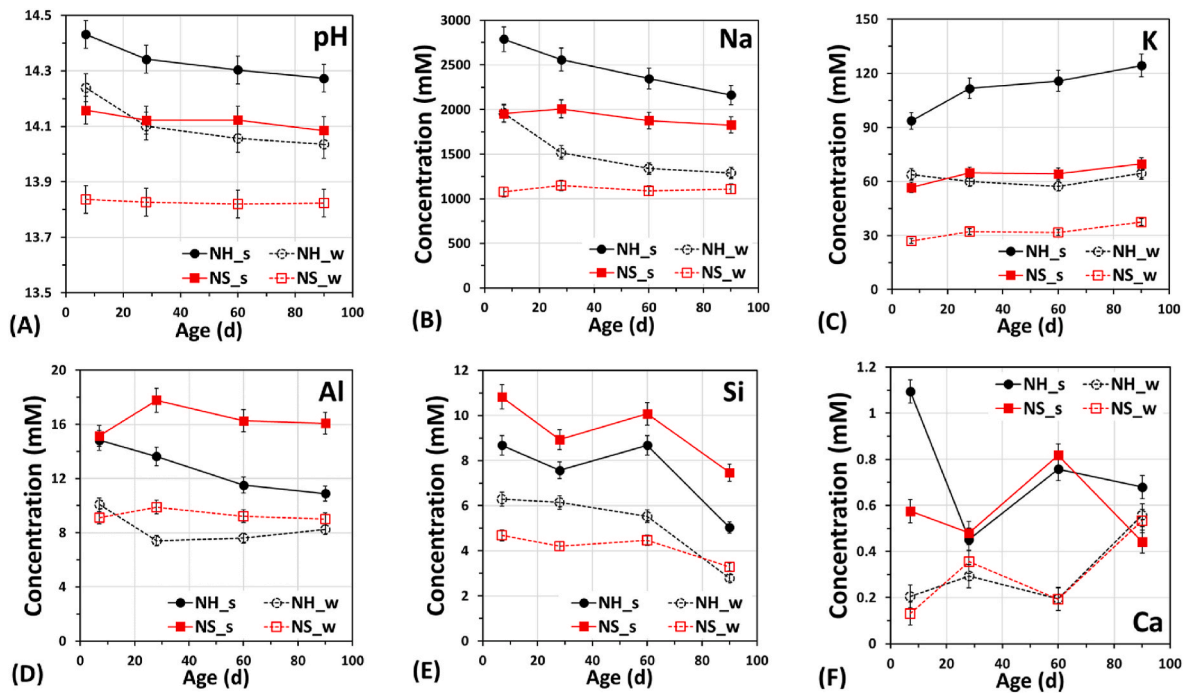 14.5
14.3
14.1
13.9
13.7
13.5
pH
NH_s NH_w
NS_s NS_w
0 20 40 60 80 100
Age (d)
(A)
Concentration (mM)
3000
2500
2000
1500
1000
500
0
Na
NH_s NH_w
NS_s NS_w
0 20 40 60 80 100
Age (d)
(B)
Concentration (mM)
150
120
90
60
30
0
K
NH_s NH_w
NS_s NS_w
0 20 40 60 80 100
Age (d)
(C)
Concentration (mM)
20
16
12
8
4
0
Al
NH_s NH_w
NS_s NS_w
0 20 40 60 80 100
Age (d)
(D)
Concentration (mM)
12
10
8
6
4
2
0
Si
NH_s NH_w
NS_s NS_w
0 20 40 60 80 100
Age (d)
(E)
Concentration (mM)
1.2
1
0.8
0.6
0.4
0.2
0
NH_s NH_w
NS_s NS_w
Ca
0 20 40 60 80 100
Age (d)
(F)